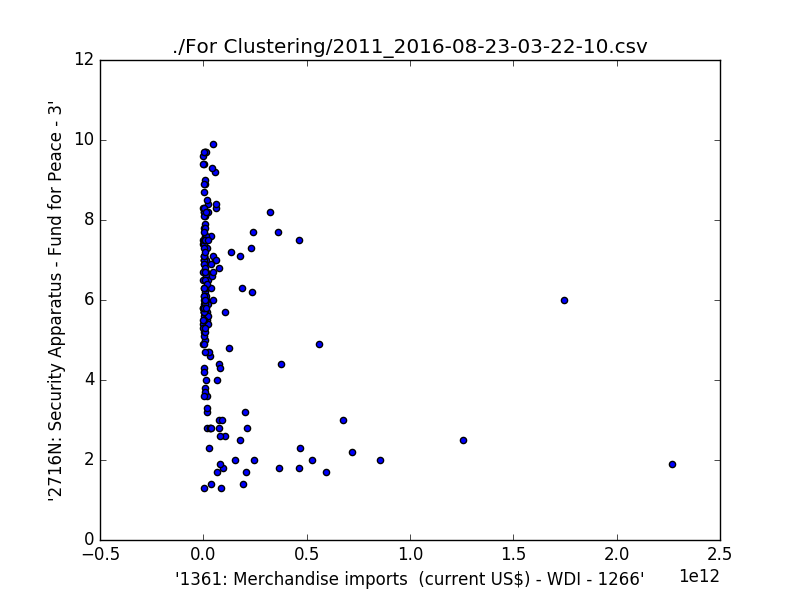 ./For Clustering/2011_2016-08-23-03-22-10.csv
12
10
8
6
4
2
0
'2716N: Security Apparatus - Fund for Peace - 3'
−0.5 0.0 0.5 1.0 1.5 2.0 2.5
1e12
'1361: Merchandise imports  (current US$) - WDI - 1266'